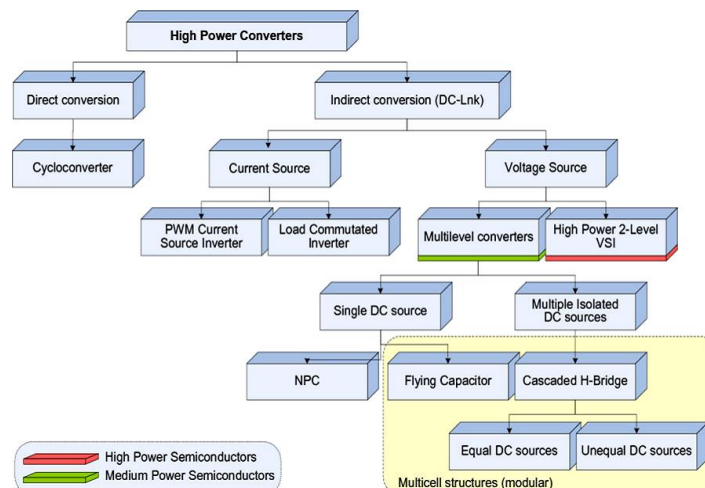 High Power Converters
Direct conversion
Indirect conversion (DC-Lnk)
Cycloconverter
Current Source
Voltage Source
PWM Current
Source Inverter
Load Commutated
Inverter
Multilevel converters
High Power 2-Level
VSI
Single DC source
Multiple Isolated
DC sources
NPC
Flying Capacitor
Cascaded H-Bridge
Equal DC sources
Unequal DC sources
Multicell structures (modular)
High Power Semiconductors
Medium Power Semiconductors